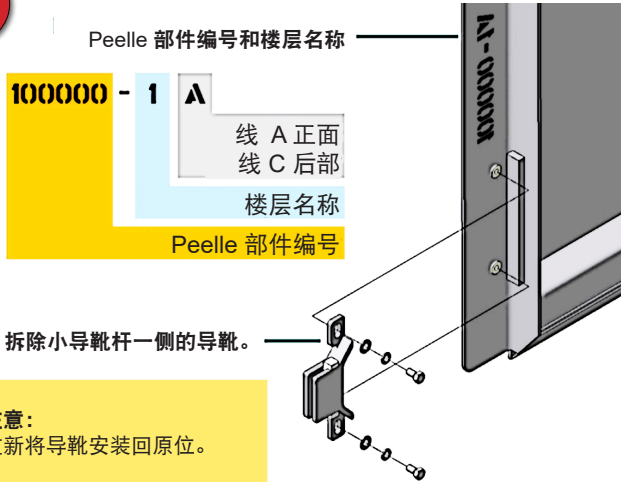 Peelle 部件编号和楼层名称
100000 - 1 A
线 A 正面
线 C 后部
楼层名称
Peelle 部件编号
拆除小导靴杆一侧的导靴。
意：
新将导靴安装回原位。